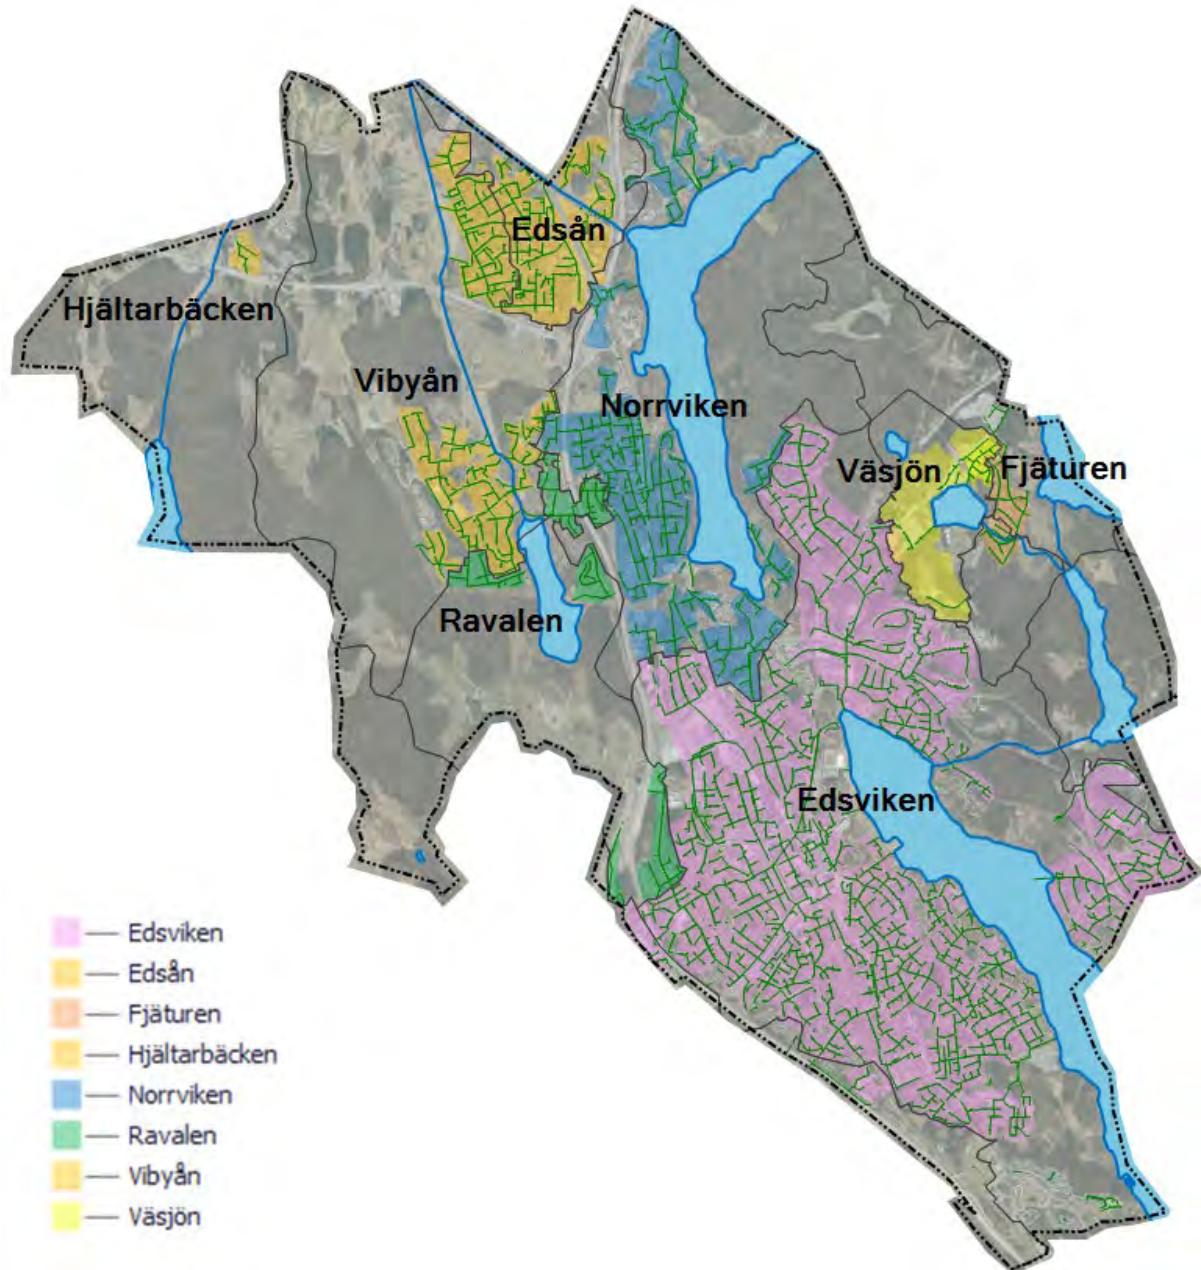 Edsån
Hjältarbäcken
Vibyån
Norrviken
Väsjön
Fjäturen
Ravalen
Edsviken
Edsviken
Edsån
Fjäturen
Hjältarbäcken
Norrviken
Ravalen
Vibyån
Väsjön